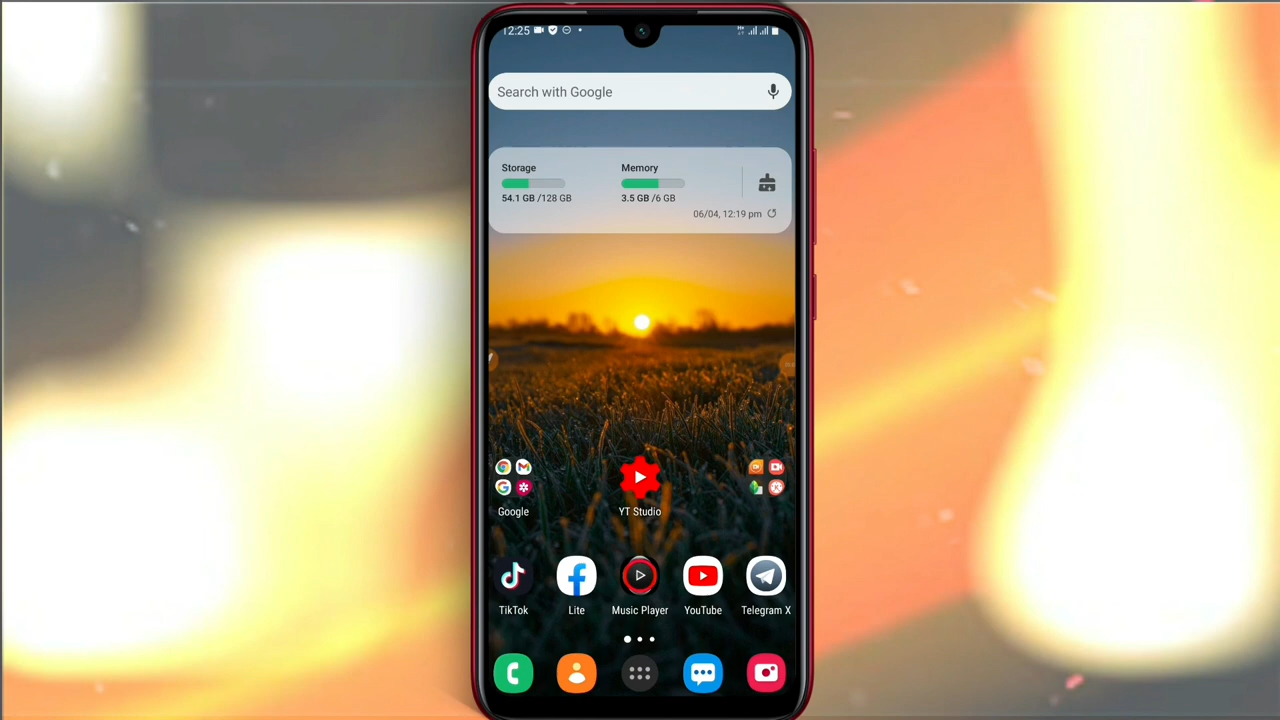 12:25
Search with Google
Storage
Memory
54.1 GB /128 GB
3.5 GB /6 GB
06/04, 12:19 pm
Google
YT Studio
TikTok
Lite
Music Player
YouTube
Telegram X